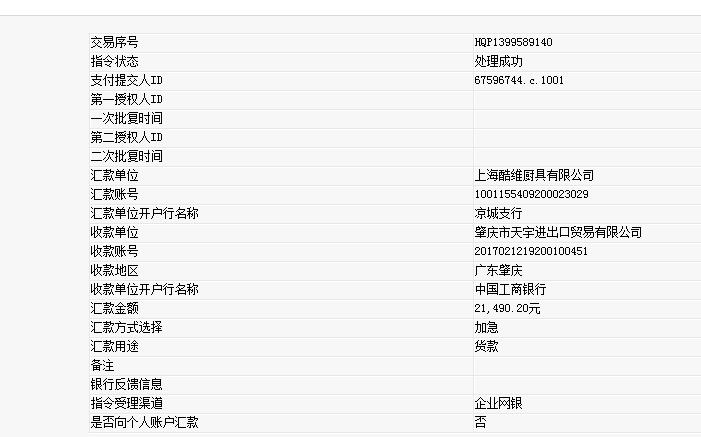 交易序号 HQP1399589140
指令状态 处理成功
支付提交人ID 67596744.c.1001
第一授权人ID
一次批复时间
第二授权人ID
二次批复时间
汇款单位 上海酷维厨具有限公司
汇款账号 1001155409200023029
汇款单位开户行名称 凉城支行
收款单位 肇庆市天宇进出口贸易有限公司
收款账号 2017021219200100451
收款地区 广东肇庆
收款单位开户行名称 中国工商银行
汇款金额 21,490.20元
汇款方式选择 加急
汇款用途 货款
备注
银行反馈信息
指令受理渠道 企业网银
是否向个人账户汇款 否